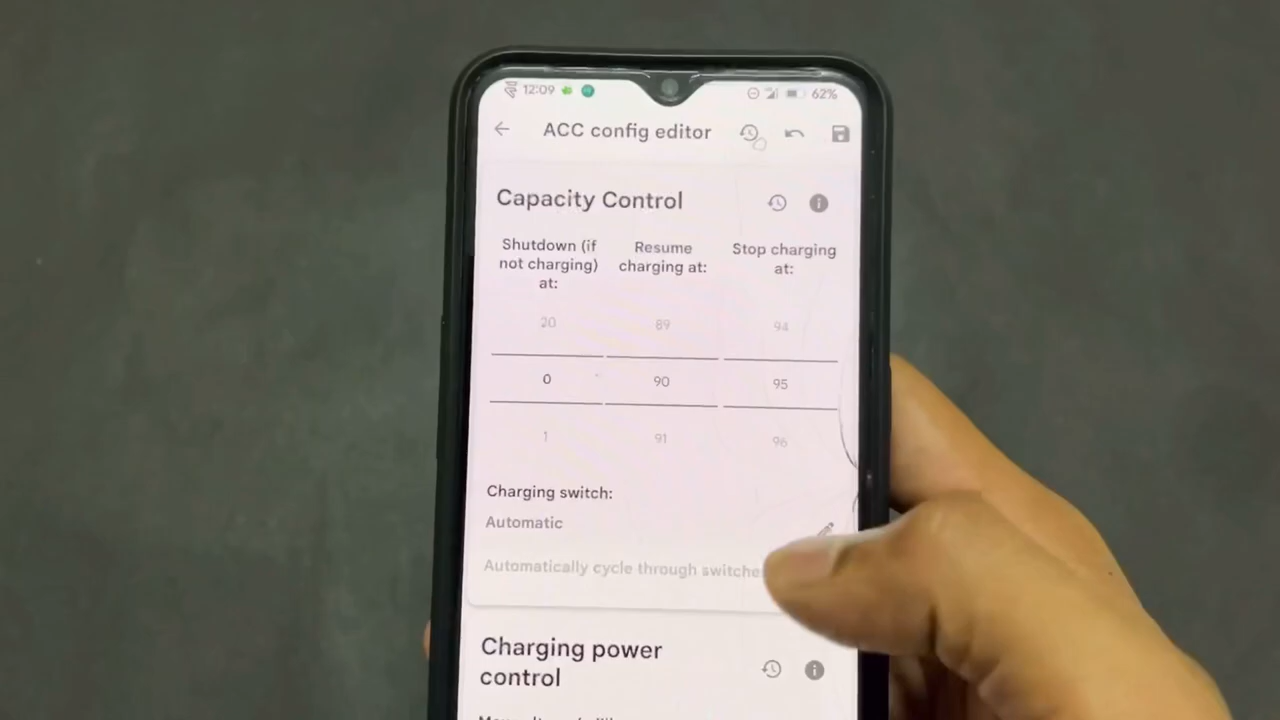 12:09
62%
ACC config editor
Capacity Control
Shutdown (if
not charging)
at:
Resume
charging at:
Stop charging
at:
20 89 94
0 90 95
1 91 96
Charging switch:
Automatic
Automatically cycle through
Charging power
control